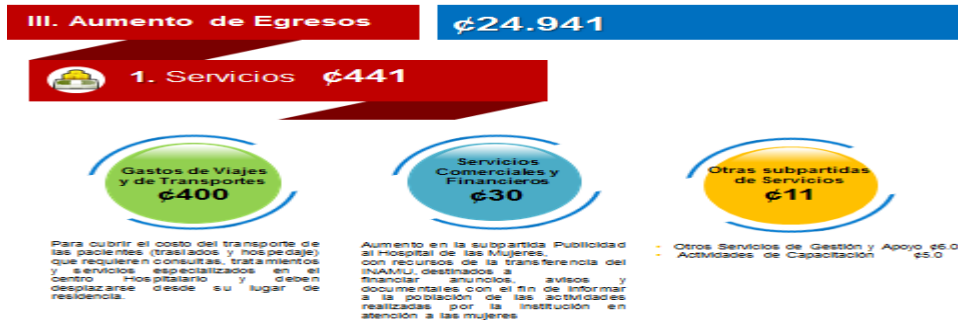 III. Aumento de Egresos
₡24.941
1. Servicios ₡441
Gastos de Viajes
y de Transportes
₡400
Servicios
Comerciales y
Financieros
₡30
Otras subpartidas
de Servicios
₡11
Para cubrir el costo del transporte de
las pacientes (traslados y hospedaje)
que requieren consultas, tratamientos
y servicios especializados en el
centro Hospitalario y deben
desplazarse desde su lugar de
residencia.
Aumento en la subpartida Publicidad
al Hospital de las Mujeres,
con recursos de la transferencia del
INAMU, destinados a
financiar anuncios, avisos y
documentales con el fin de informar
a la población de las actividades
realizadas por la institución en
atención a las mujeres
- Otros Servicios de Gestión y Apoyo ₡6.0
- Actividades de Capacitación ₡5.0